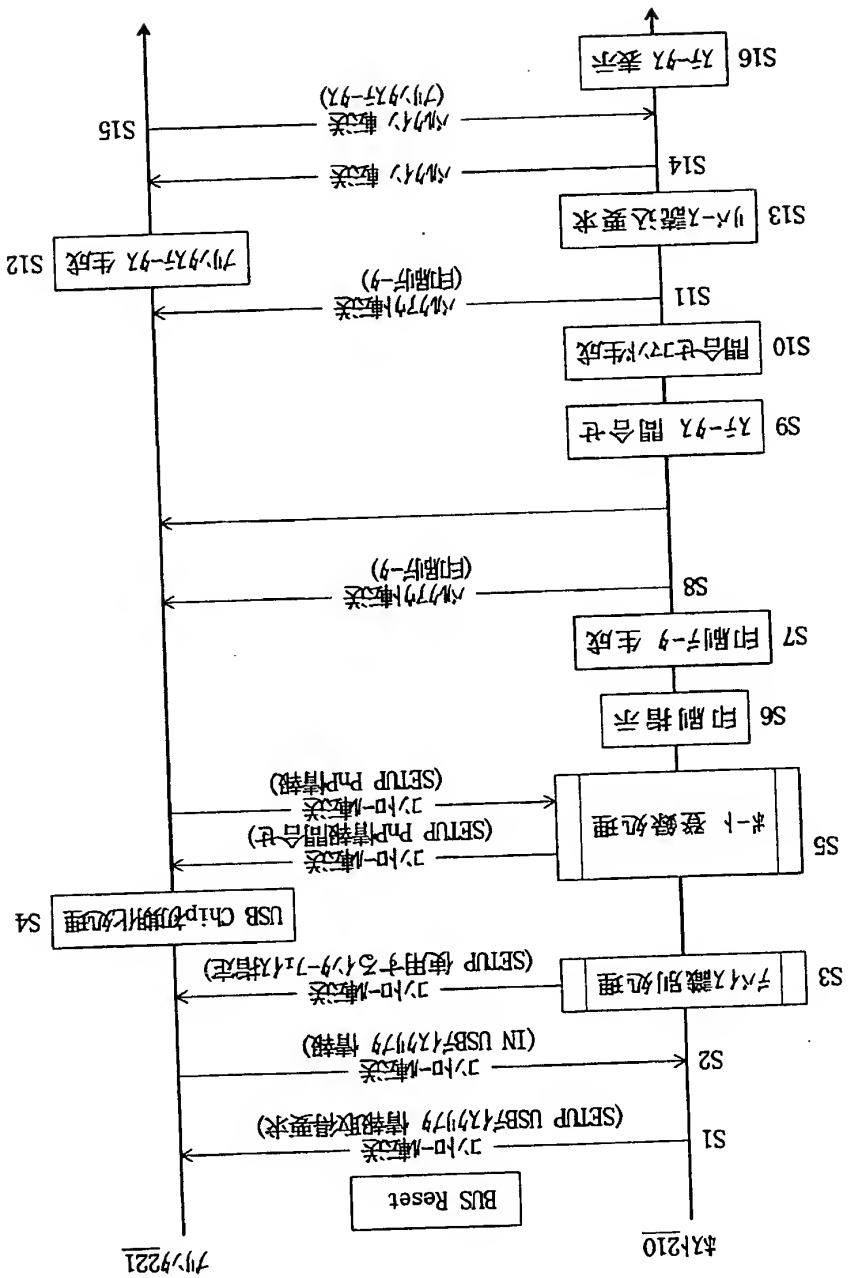 ホスト210
プリンタ221
BUS Reset
S1
コントロール転送
(SETUP USBディスクリプタ 情報取得要求)
S2
コントロール転送
(IN USBディスクリプタ 情報)
S3
デバイス識別処理
コントロール転送
(SETUP 使用するインターフェイス指定)
USB Chip初期化処理
S4
S5
ポート 登録処理
コントロール転送
(SETUP PnP情報問合せ)
コントロール転送
(SETUP PnP情報)
S6
印刷指示
S7
印刷データ 生成
S8
バルクアウト転送
(印刷データ)
S9
ステータス 問合せ
S10
問合せコマンド生成
S11
バルクアウト転送
(印刷データ)
プリンタステータス 生成
S12
S13
リバース読込要求
S14
バルクイン 転送
バルクイン 転送
(プリンタステータス)
S15
S16
ステータス 表示